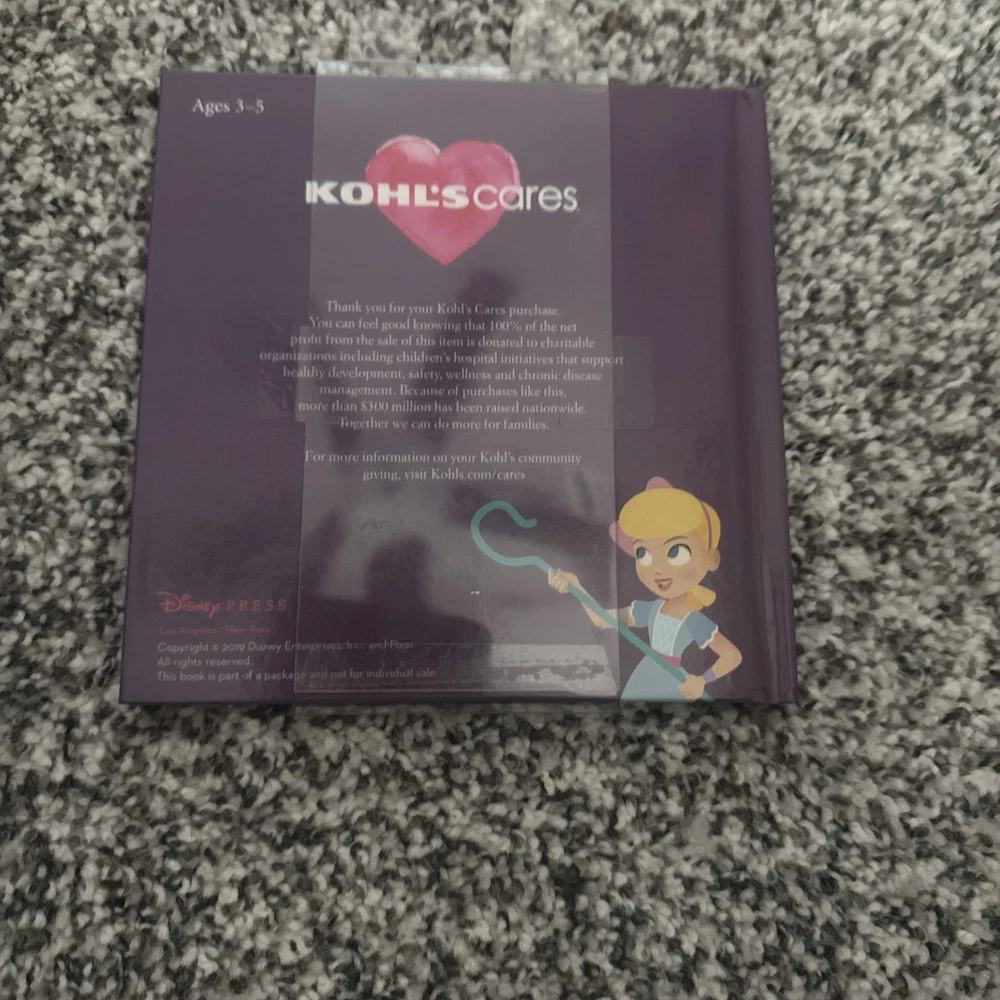 Ages 3–5
KOHL'S cares
Thank you for your Kohl's Cares purchase.
You can feel good knowing that 100% of the net
profit from the sale of this item is donated to charitable
organizations including children's hospital initiatives that support
healthy development, safety, wellness and chronic disease
management. Because of purchases like this,
more than $300 million has been raised nationwide.
Together we can do more for families.
For more information on your Kohl's community
giving, visit Kohls.com/cares
Disney PRESS
Los Angeles • New York
Copyright © 2019 Disney Enterprises, Inc. and Pixar.
All rights reserved.
This book is part of a package and not for individual sale.